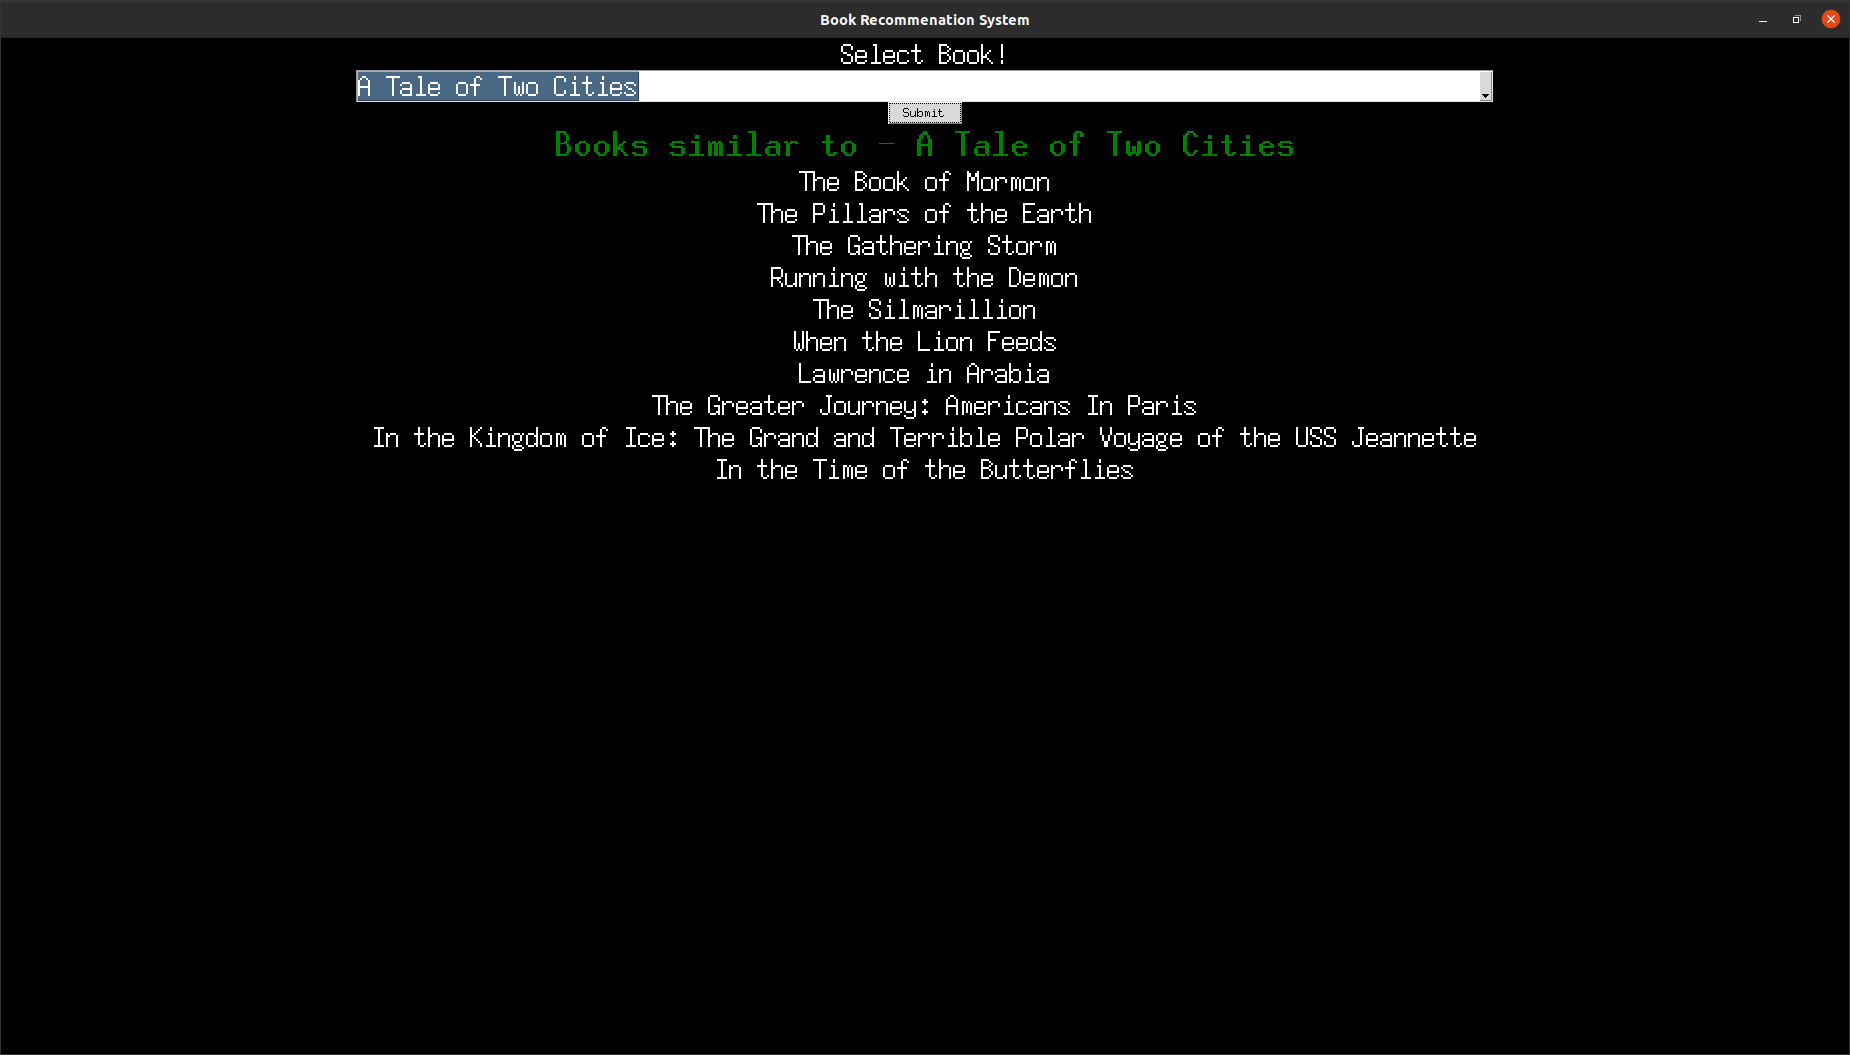 Book Recommenation System
Select Book!
A Tale of Two Cities
Submit
Books similar to - A Tale of Two Cities
The Book of Mormon
The Pillars of the Earth
The Gathering Storm
Running with the Demon
The Silmarillion
When the Lion Feeds
Lawrence in Arabia
The Greater Journey: Americans In Paris
In the Kingdom of Ice: The Grand and Terrible Polar Voyage of the USS Jeannette
In the Time of the Butterflies